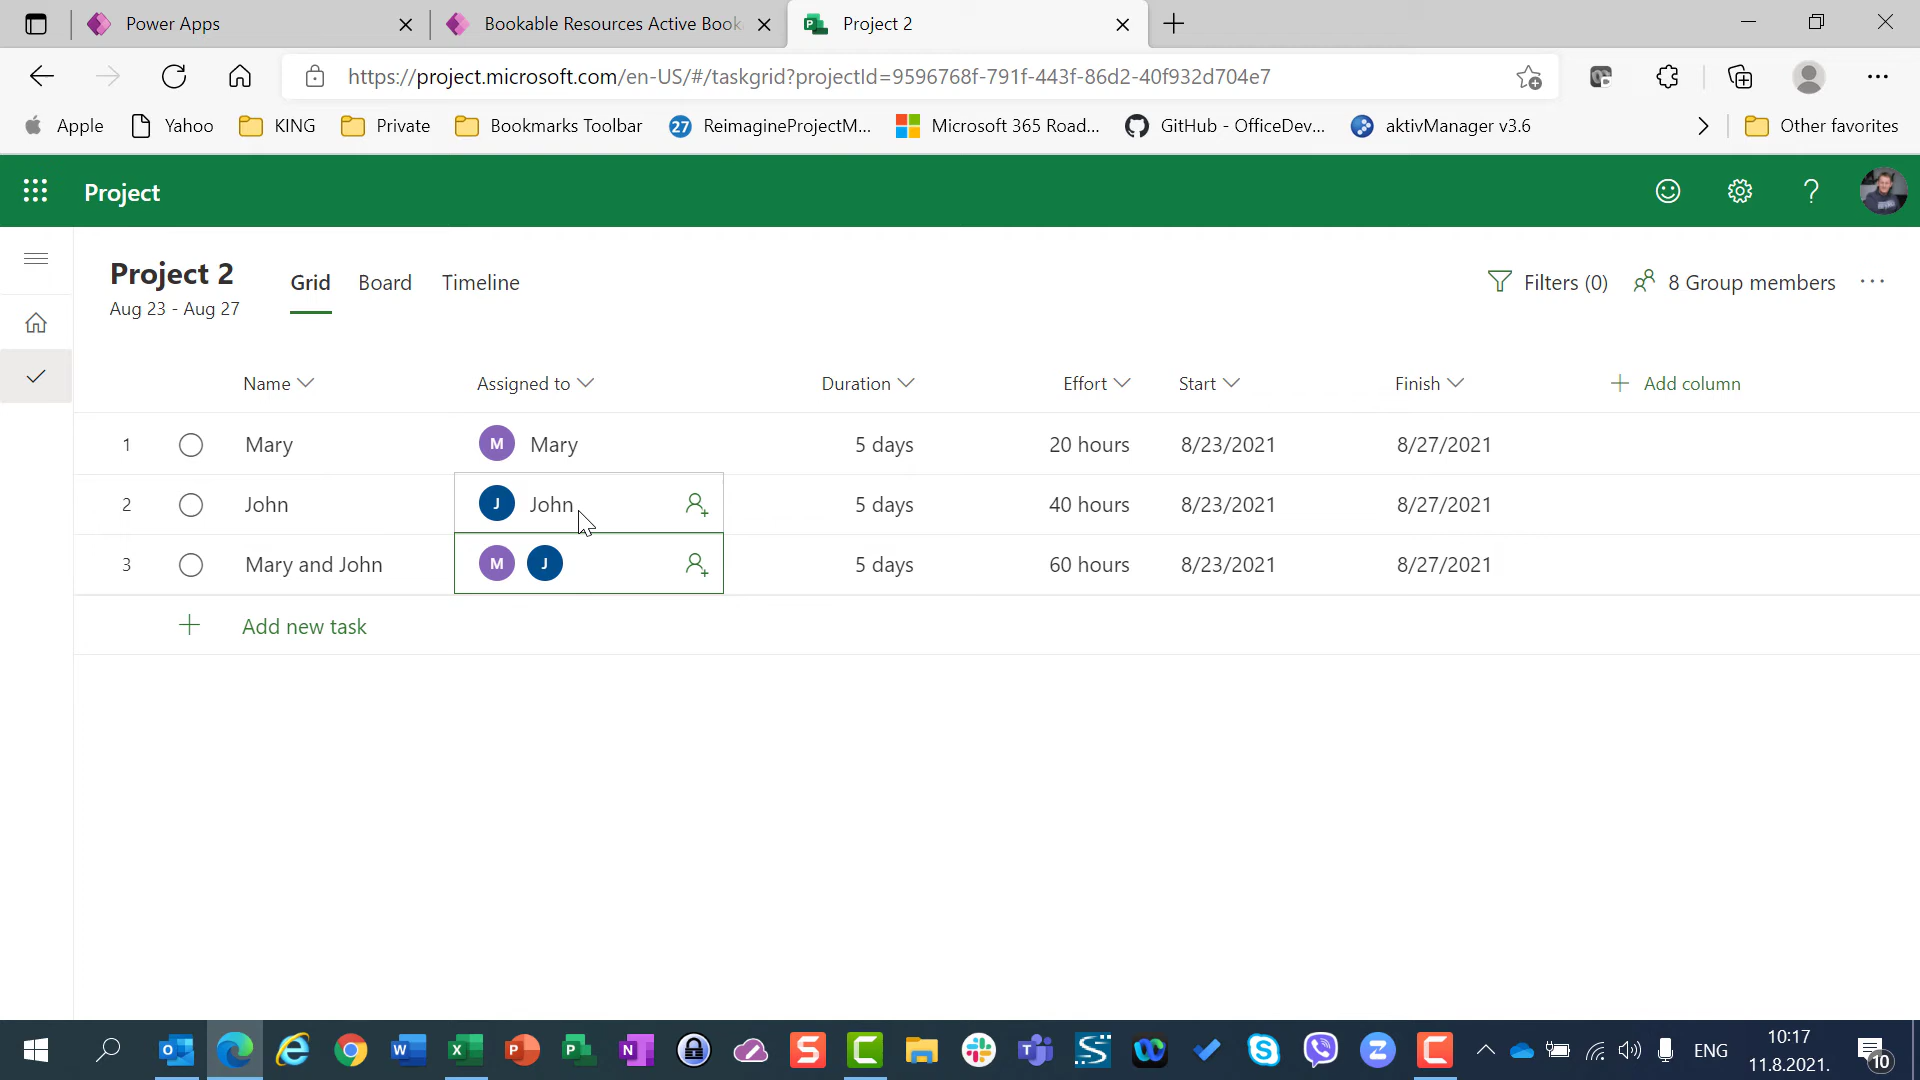 Power Apps
Bookable Resources Active Book
Project 2
https://project.microsoft.com/en-US/#/taskgrid?projectId=9596768f-791f-443f-86d2-40f932d704e7
Apple
Yahoo
KING
Private
Bookmarks Toolbar
27
ReimagineProjectM...
Microsoft 365 Road...
GitHub - OfficeDev...
aktivManager v3.6
Other favorites
Project
Project 2
Aug 23 - Aug 27
Grid
Board
Timeline
Filters (0)
8 Group members
Name
Assigned to
Duration
Effort
Start
Finish
Add column
1 Mary M Mary 5 days 20 hours 8/23/2021 8/27/2021
2 John J John 5 days 40 hours 8/23/2021 8/27/2021
3 Mary and John M J 5 days 60 hours 8/23/2021 8/27/2021
Add new task
ENG
10:17
11.8.2021.
10